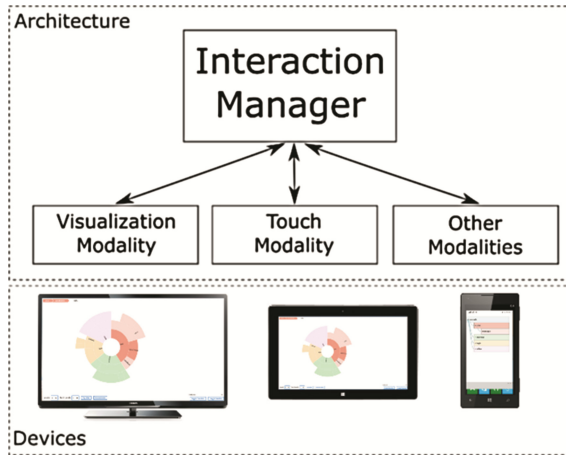 Architecture
Interaction
Manager
Visualization
Modality
Touch
Modality
Other
Modalities
Devices